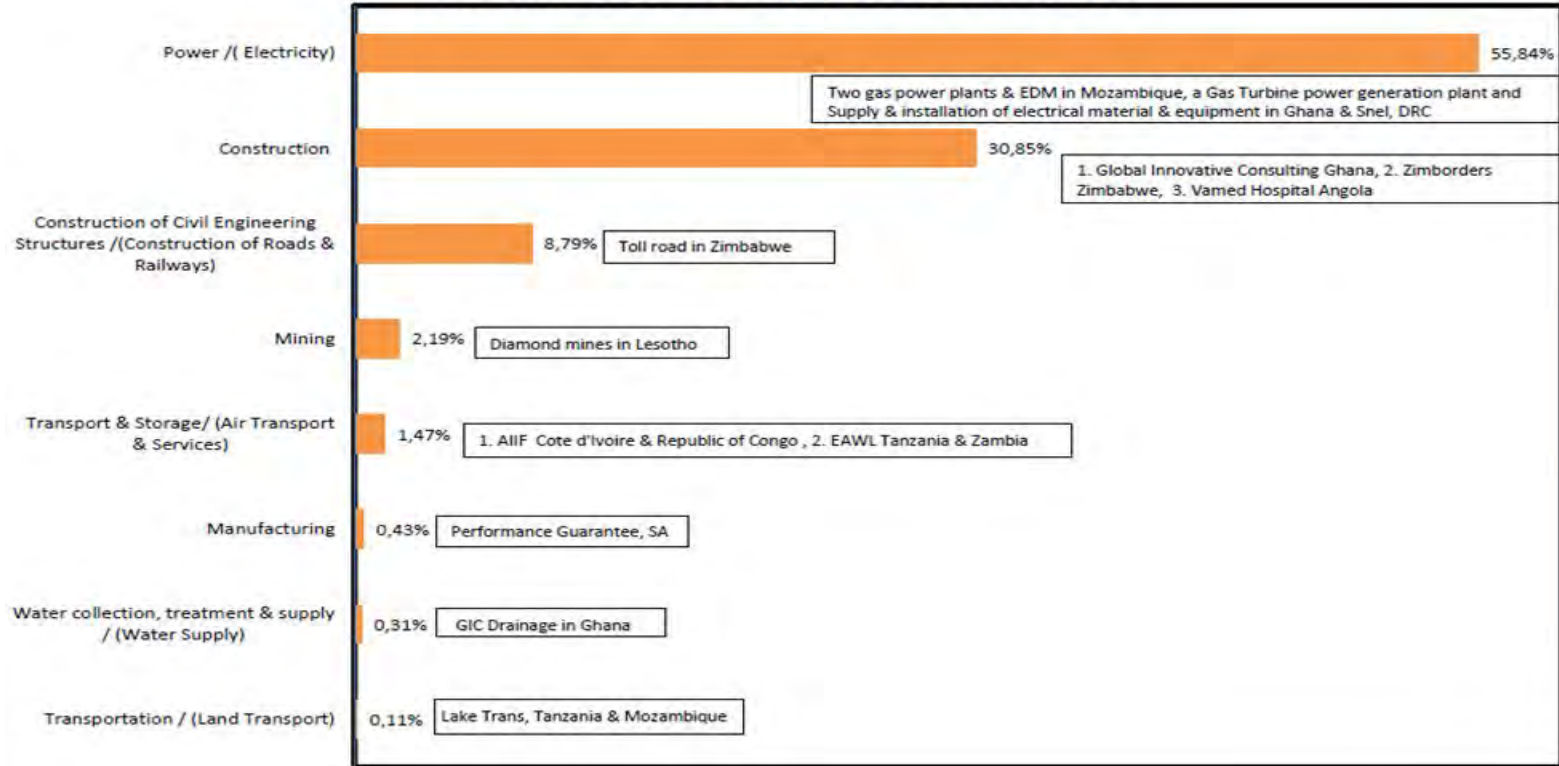 Power /( Electricity)
55,84%
Two gas power plants & EDM in Mozambique, a Gas Turbine power generation plant and
Supply & installation of electrical material & equipment in Ghana & Snel, DRC
Construction
30,85%
1. Global Innovative Consulting Ghana, 2. Zimborders
Zimbabwe, 3. Vamed Hospital Angola
Construction of Civil Engineering
Structures /(Construction of Roads &
Railways)
8,79%
Toll road in Zimbabwe
Mining
2,19%
Diamond mines in Lesotho
Transport & Storage/ (Air Transport
& Services)
1,47%
1. AIIF Cote d'Ivoire & Republic of Congo , 2. EAWL Tanzania & Zambia
Manufacturing
0,43%
Performance Guarantee, SA
Water collection, treatment & supply
/ (Water Supply)
0,31%
GIC Drainage in Ghana
Transportation / (Land Transport)
0,11%
Lake Trans, Tanzania & Mozambique